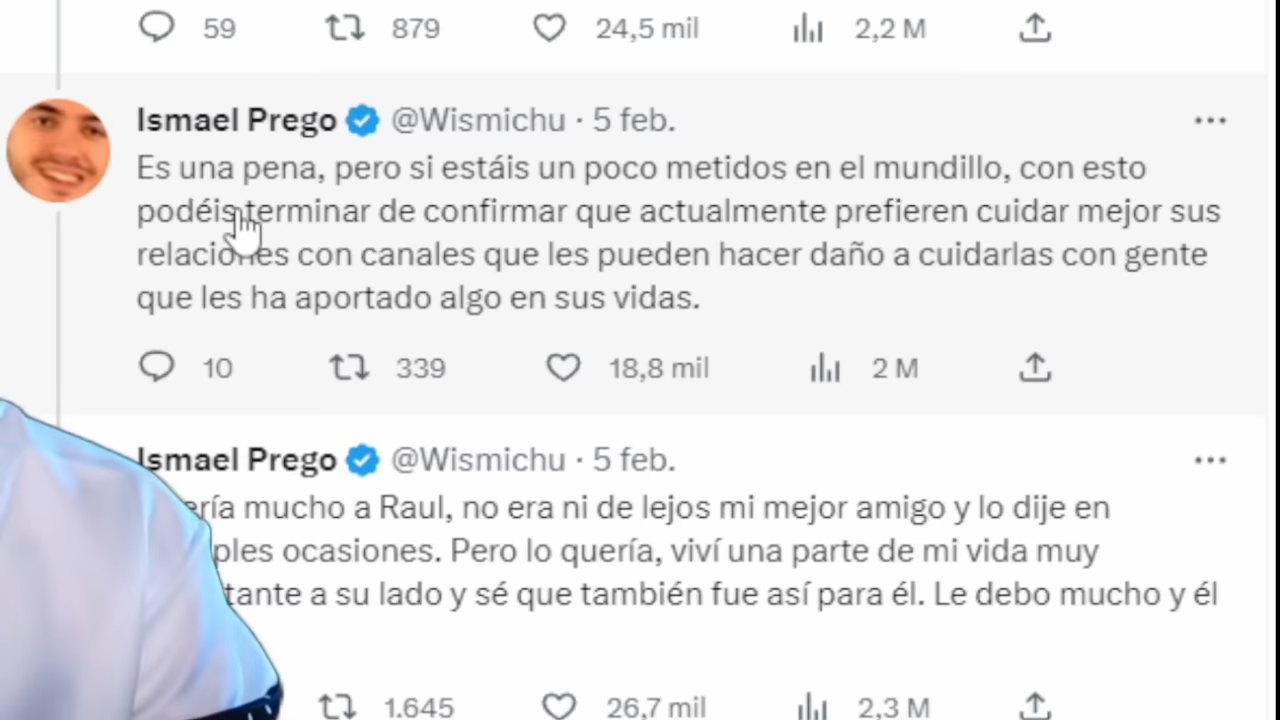 59 879 24,5 mil 2,2 M
Ismael Prego @Wismichu · 5 feb.
Es una pena, pero si estáis un poco metidos en el mundillo, con esto
podéis terminar de confirmar que actualmente prefieren cuidar mejor sus
relaciones con canales que les pueden hacer daño a cuidarlas con gente
que les ha aportado algo en sus vidas.
10 339 18,8 mil 2 M
Ismael Prego @Wismichu · 5 feb.
ería mucho a Raul, no era ni de lejos mi mejor amigo y lo dije en
ples ocasiones. Pero lo quería, viví una parte de mi vida muy
tante a su lado y sé que también fue así para él. Le debo mucho y él
1.645 26,7 mil 2,3 M